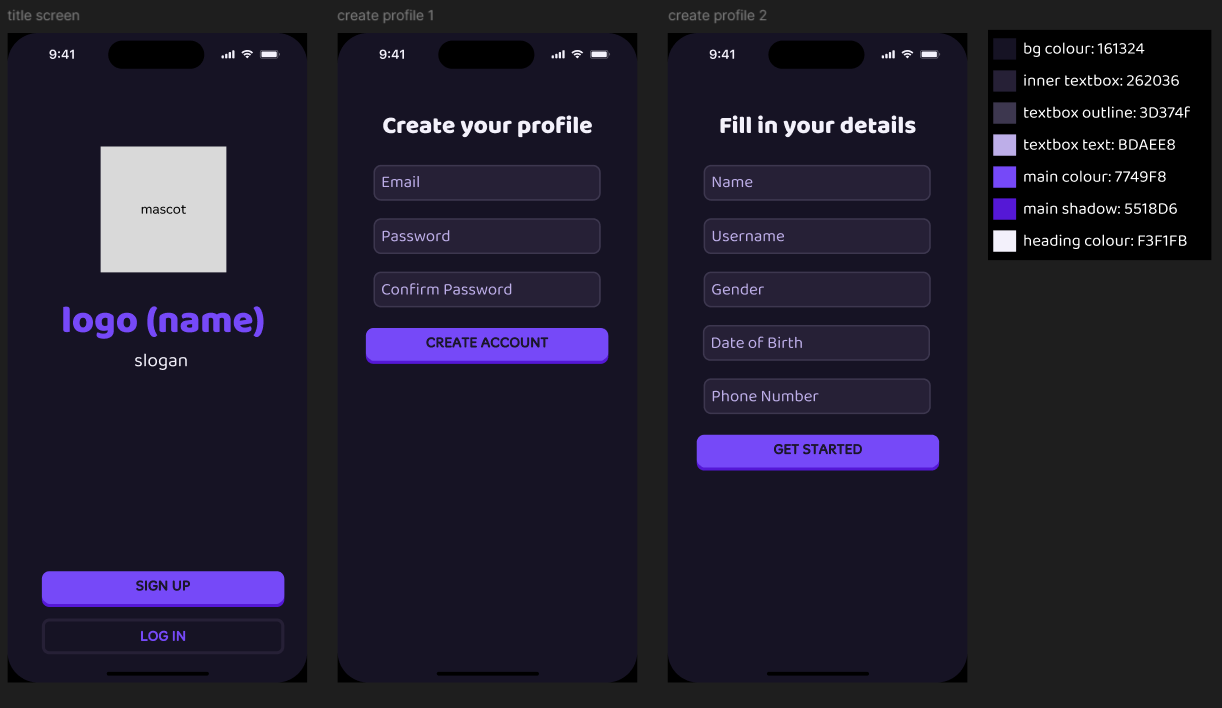 title screen
9:41
mascot
logo (name)
slogan
SIGN UP
LOG IN
create profile 1
9:41
Create your profile
Email
Password
Confirm Password
CREATE ACCOUNT
create profile 2
9:41
Fill in your details
Name
Username
Gender
Date of Birth
Phone Number
GET STARTED
bg colour: 161324
inner textbox: 262036
textbox outline: 3D374f
textbox text: BDAEE8
main colour: 7749F8
main shadow: 5518D6
heading colour: F3F1FB